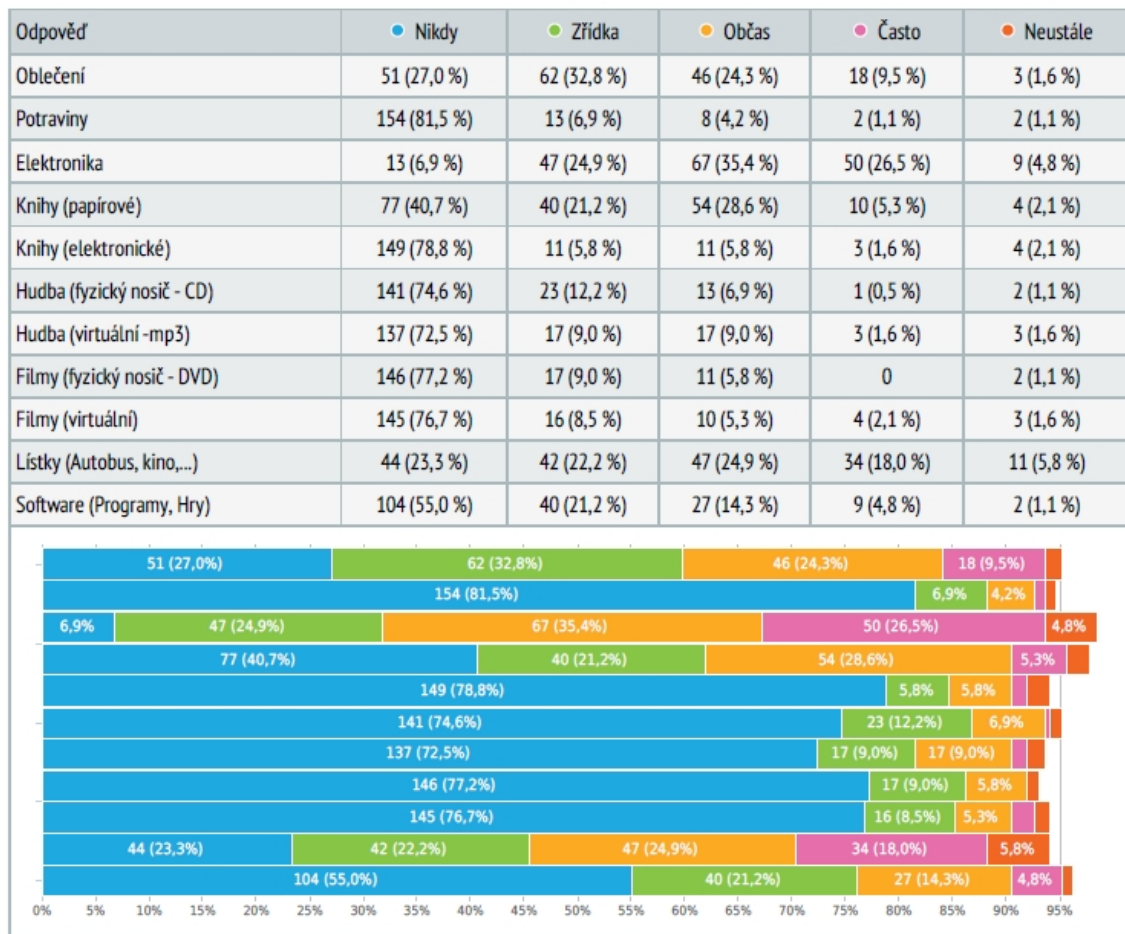 Odpověď Nikdy Zřídka Občas Často Neustále
Oblečení 51 (27,0 %) 62 (32,8 %) 46 (24,3 %) 18 (9,5 %) 3 (1,6 %)
Potraviny 154 (81,5 %) 13 (6,9 %) 8 (4,2 %) 2 (1,1 %) 2 (1,1 %)
Elektronika 13 (6,9 %) 47 (24,9 %) 67 (35,4 %) 50 (26,5 %) 9 (4,8 %)
Knihy (papírové) 77 (40,7 %) 40 (21,2 %) 54 (28,6 %) 10 (5,3 %) 4 (2,1 %)
Knihy (elektronické) 149 (78,8 %) 11 (5,8 %) 11 (5,8 %) 3 (1,6 %) 4 (2,1 %)
Hudba (fyzický nosič - CD) 141 (74,6 %) 23 (12,2 %) 13 (6,9 %) 1 (0,5 %) 2 (1,1 %)
Hudba (virtuální -mp3) 137 (72,5 %) 17 (9,0 %) 17 (9,0 %) 3 (1,6 %) 3 (1,6 %)
Filmy (fyzický nosič - DVD) 146 (77,2 %) 17 (9,0 %) 11 (5,8 %) 0 2 (1,1 %)
Filmy (virtuální) 145 (76,7 %) 16 (8,5 %) 10 (5,3 %) 4 (2,1 %) 3 (1,6 %)
Lístky (Autobus, kino,...) 44 (23,3 %) 42 (22,2 %) 47 (24,9 %) 34 (18,0 %) 11 (5,8 %)
Software (Programy, Hry) 104 (55,0 %) 40 (21,2 %) 27 (14,3 %) 9 (4,8 %) 2 (1,1 %)
51 (27,0%) 62 (32,8%) 46 (24,3%) 18 (9,5%)
154 (81,5%) 6,9% 4,2%
6,9% 47 (24,9%) 67 (35,4%) 50 (26,5%) 4,8%
77 (40,7%) 40 (21,2%) 54 (28,6%) 5,3%
149 (78,8%) 5,8% 5,8%
141 (74,6%) 23 (12,2%) 6,9%
137 (72,5%) 17 (9,0%) 17 (9,0%)
146 (77,2%) 17 (9,0%) 5,8%
145 (76,7%) 16 (8,5%) 5,3%
44 (23,3%) 42 (22,2%) 47 (24,9%) 34 (18,0%) 5,8%
104 (55,0%) 40 (21,2%) 27 (14,3%) 4,8%
0% 5% 10% 15% 20% 25% 30% 35% 40% 45% 50% 55% 60% 65% 70% 75% 80% 85% 90% 95%